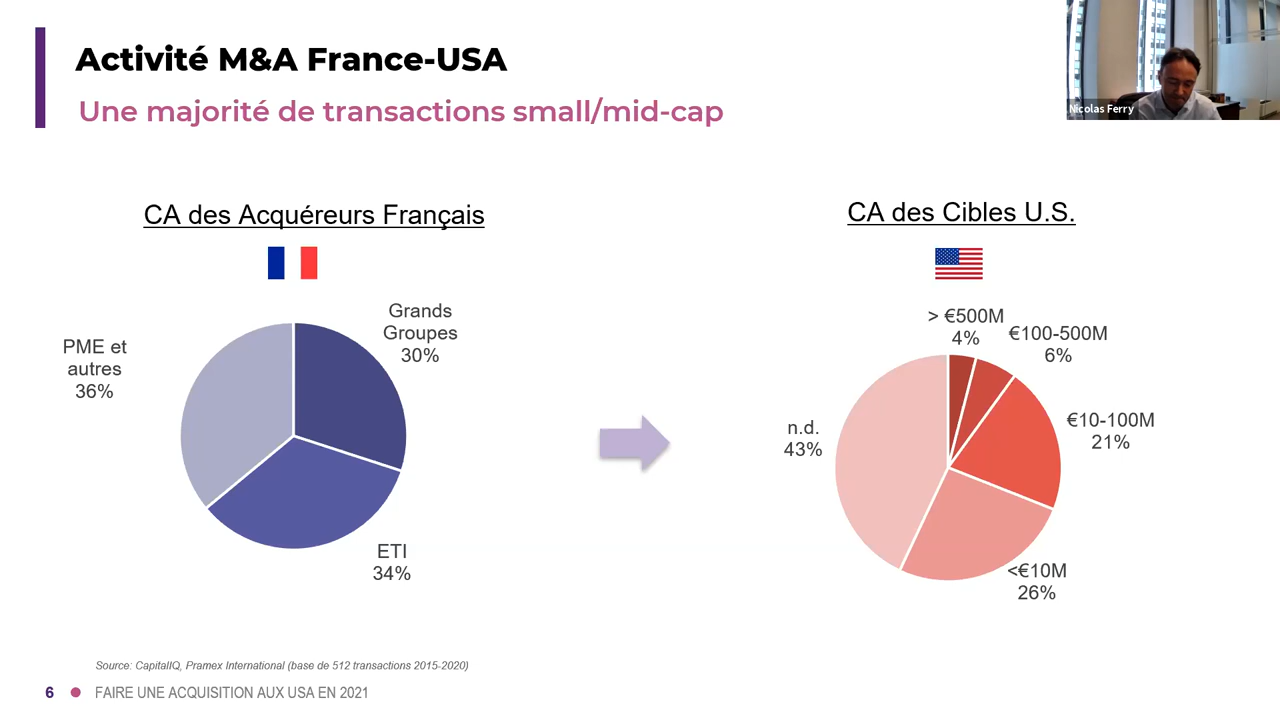 Activité M&A France-USA
Une majorité de transactions small/mid-cap
Nicolas Ferry
CA des Acquéreurs Français
Grands
Groupes
30%
PME et
autres
36%
ETI
34%
CA des Cibles U.S.
> €500M
4%
€100-500M
6%
€10-100M
21%
n.d.
43%
<€10M
26%
Source: CapitalIQ, Pramex International (base de 512 transactions 2015-2020)
6 ● FAIRE UNE ACQUISITION AUX USA EN 2021